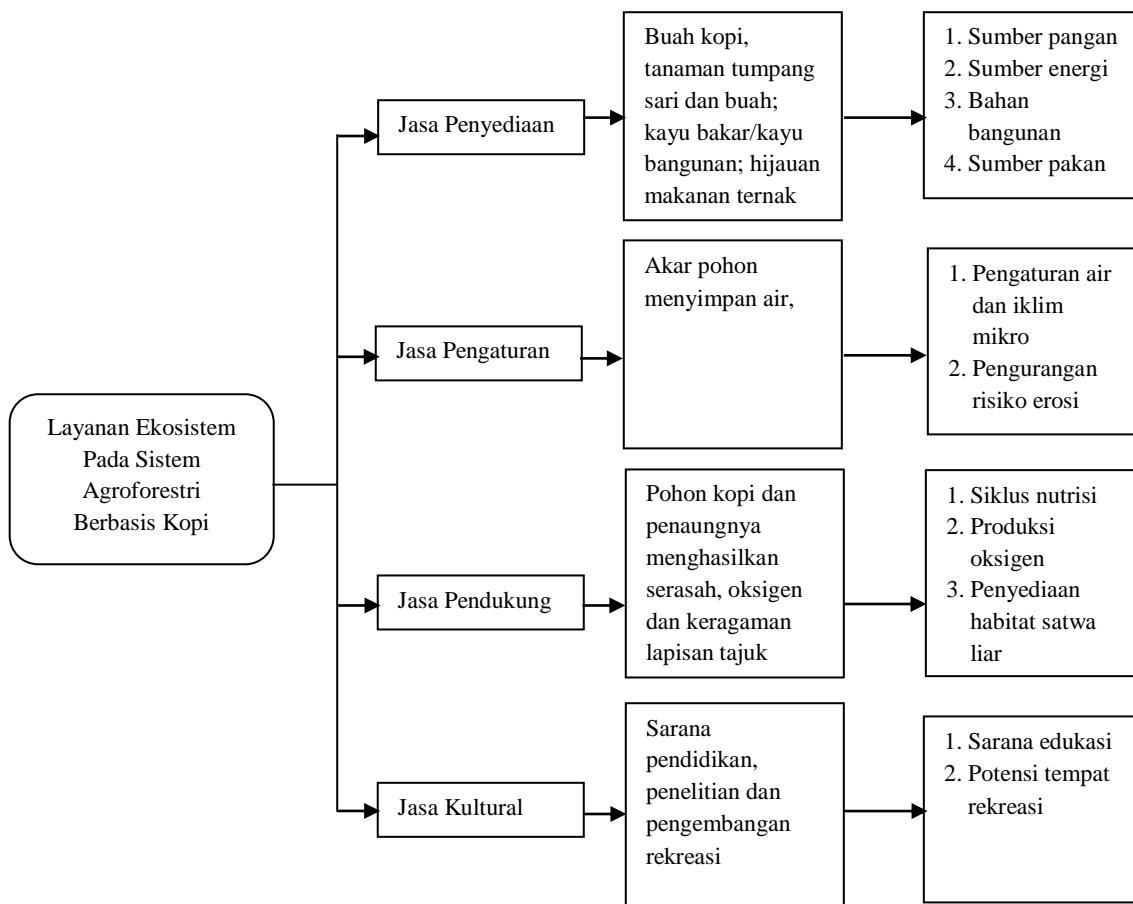 Layanan Ekosistem
Pada Sistem
Agroforestri
Berbasis Kopi
Jasa Penyediaan
Buah kopi,
tanaman tumpang
sari dan buah;
kayu bakar/kayu
bangunan; hijauan
makanan ternak
1. Sumber pangan
2. Sumber energi
3. Bahan
bangunan
4. Sumber pakan
Jasa Pengaturan
Akar pohon
menyimpan air,
1. Pengaturan air
dan iklim
mikro
2. Pengurangan
risiko erosi
Jasa Pendukung
Pohon kopi dan
penaungnya
menghasilkan
serasah, oksigen
dan keragaman
lapisan tajuk
1. Siklus nutrisi
2. Produksi
oksigen
3. Penyediaan
habitat satwa
liar
Jasa Kultural
Sarana
pendidikan,
penelitian dan
pengembangan
rekreasi
1. Sarana edukasi
2. Potensi tempat
rekreasi